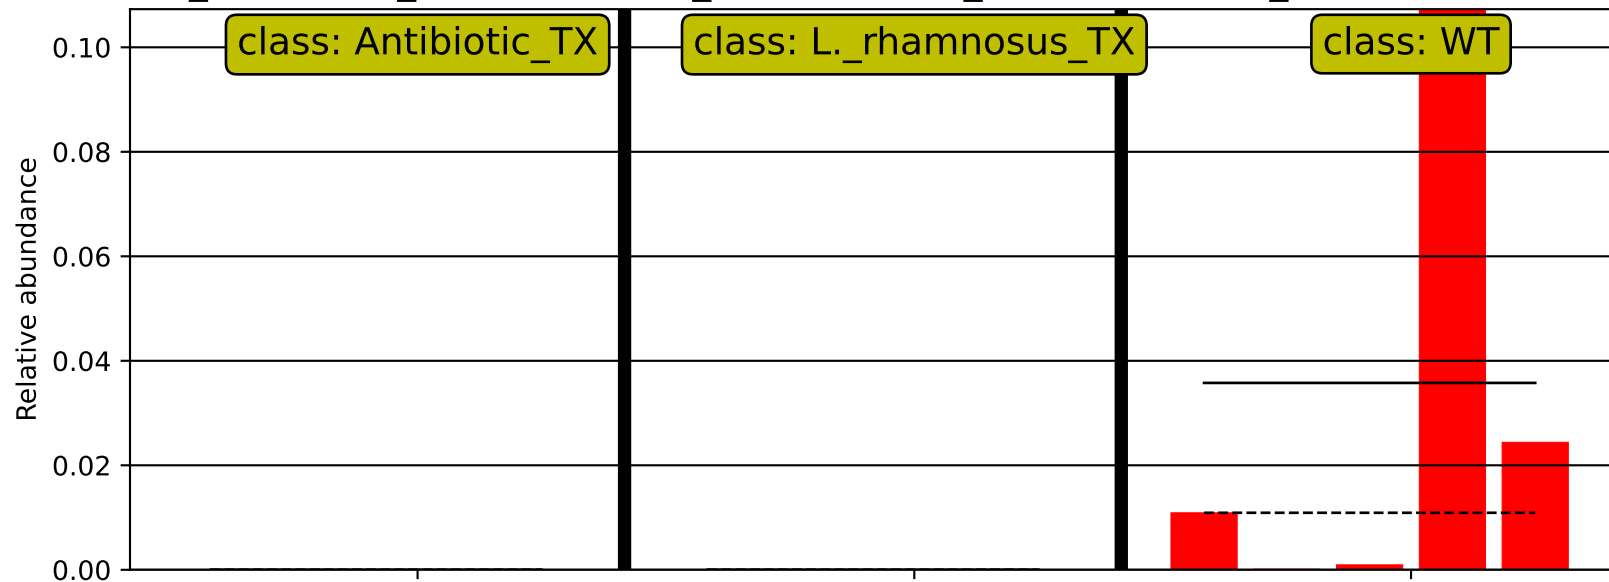 class: Antibiotic_TX
class: L._rhamnosus_TX
class: WT
Relative abundance
0.10
0.08
0.06
0.04
0.02
0.00